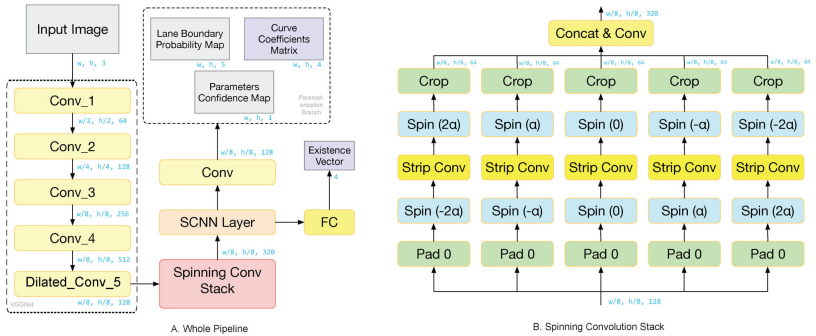 Input Image
w, h, 3
Conv_1
w/2, h/2, 64
Conv_2
w/4, h/4, 128
Conv_3
w/8, h/8, 256
Conv_4
w/8, h/8, 512
Dilated_Conv_5
VGGNet
w/8, h/8, 128
Lane Boundary
Probability Map
w, h, 5
Curve
Coefficients
Matrix
w, h, 4
Parameters
Confidence Map
w, h, 1
Paramet-
erization
Branch
w/8, h/8, 128
Conv
Existence
Vector
4
SCNN Layer
FC
w/8, h/8, 320
Spinning Conv
Stack
A. Whole Pipeline
w/8, h/8, 320
Concat & Conv
w/8, h/8, 64
w/8, h/8, 64
w/8, h/8, 64
w/8, h/8, 64
w/8, h/8, 64
Crop
Crop
Crop
Crop
Crop
Spin (2α)
Spin (α)
Spin (0)
Spin (-α)
Spin (-2α)
Strip Conv
Strip Conv
Strip Conv
Strip Conv
Strip Conv
Spin (-2α)
Spin (-α)
Spin (0)
Spin (α)
Spin (2α)
Pad 0
Pad 0
Pad 0
Pad 0
Pad 0
w/8, h/8, 128
B. Spinning Convolution Stack